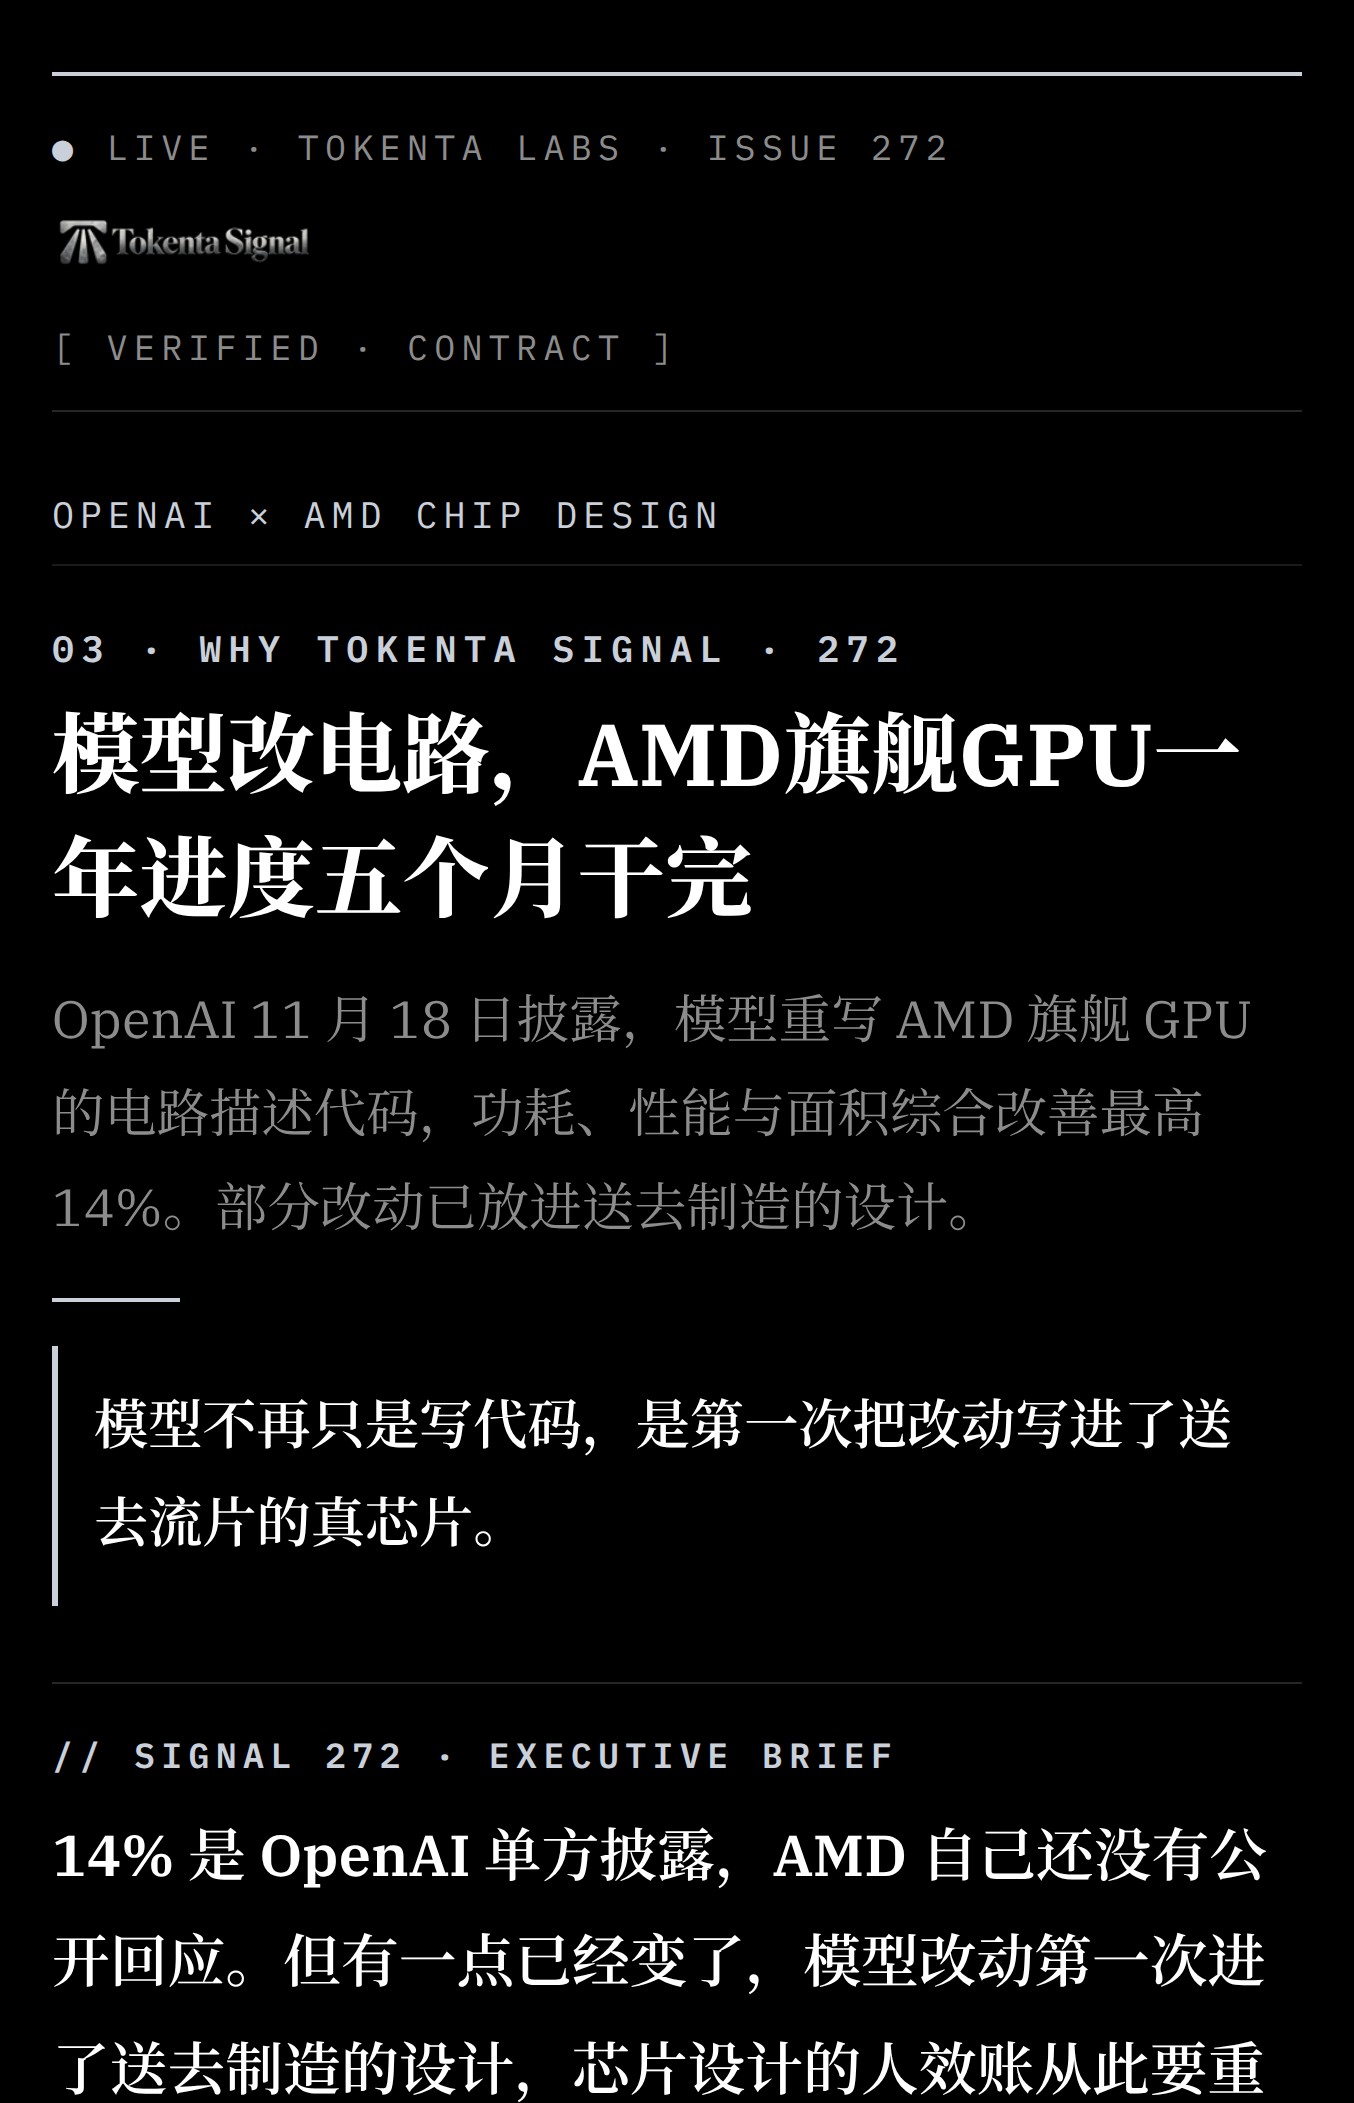 ● LIVE · TOKENTA LABS · ISSUE 272
Tokenta Signal
[ VERIFIED · CONTRACT ]
OPENAI × AMD CHIP DESIGN
03 · WHY TOKENTA SIGNAL · 272
模型改电路，AMD旗舰GPU一
年进度五个月干完
OpenAI 11 月 18 日披露，模型重写 AMD 旗舰 GPU
的电路描述代码，功耗、性能与面积综合改善最高
14%。部分改动已放进送去制造的设计。
模型不再只是写代码，是第一次把改动写进了送
去流片的真芯片。
// SIGNAL 272 · EXECUTIVE BRIEF
14% 是 OpenAI 单方披露，AMD 自己还没有公
开回应。但有一点已经变了，模型改动第一次进
了送去制造的设计，芯片设计的人效账从此要重